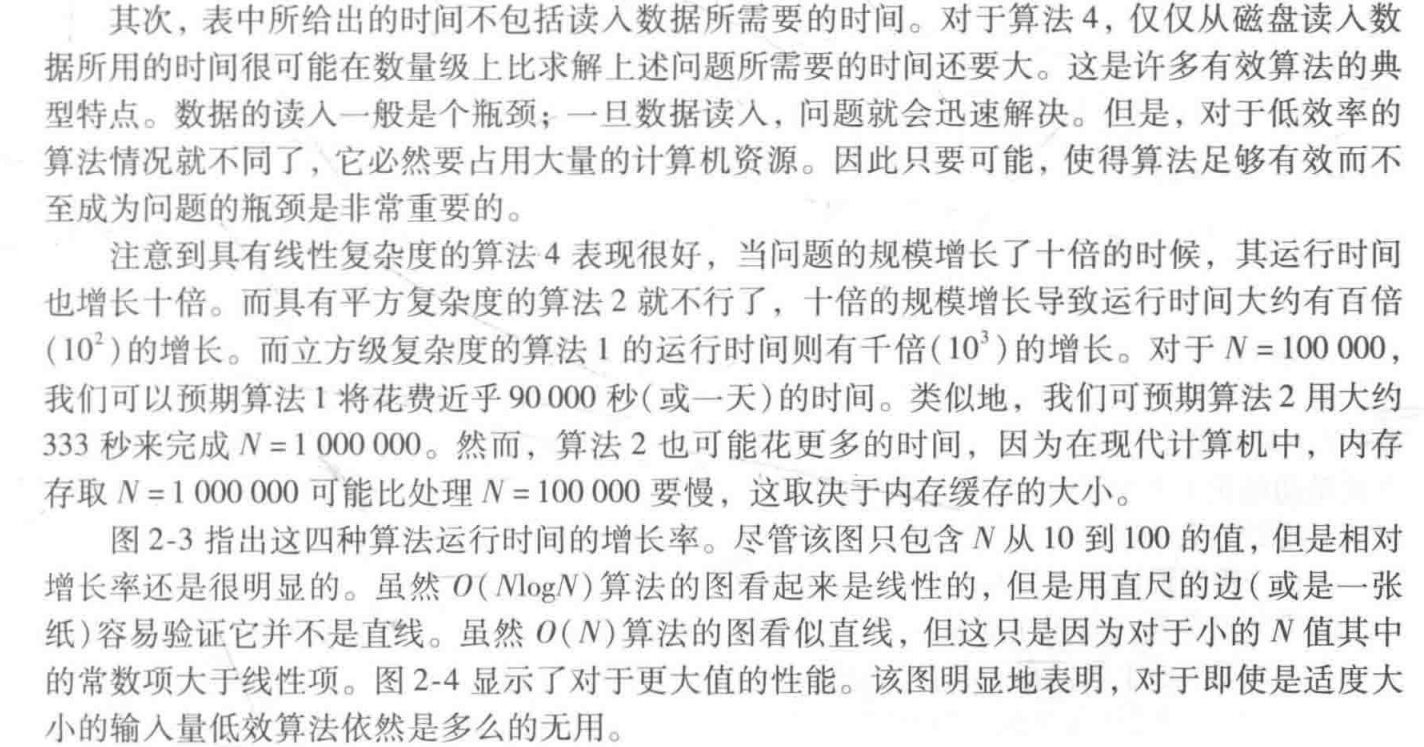 其次，表中所给出的时间不包括读入数据所需要的时间。对于算法 4，仅仅从磁盘读入数
据所用的时间很可能在数量级上比求解上述问题所需要的时间还要大。这是许多有效算法的典
型特点。数据的读入一般是个瓶颈；一旦数据读入，问题就会迅速解决。但是，对于低效率的
算法情况就不同了，它必然要占用大量的计算机资源。因此只要可能，使得算法足够有效而不
至成为问题的瓶颈是非常重要的。
注意到具有线性复杂度的算法 4 表现很好，当问题的规模增长了十倍的时候，其运行时间
也增长十倍。而具有平方复杂度的算法 2 就不行了，十倍的规模增长导致运行时间大约有百倍
(10²)的增长。而立方级复杂度的算法 1 的运行时间则有千倍(10³)的增长。对于 N = 100 000，
我们可以预期算法 1 将花费近乎 90 000 秒(或一天)的时间。类似地，我们可预期算法 2 用大约
333 秒来完成 N = 1 000 000。然而，算法 2 也可能花更多的时间，因为在现代计算机中，内存
存取 N = 1 000 000 可能比处理 N = 100 000 要慢，这取决于内存缓存的大小。
图 2-3 指出这四种算法运行时间的增长率。尽管该图只包含 N 从 10 到 100 的值，但是相对
增长率还是很明显的。虽然 O(NlogN)算法的图看起来是线性的，但是用直尺的边(或是一张
纸)容易验证它并不是直线。虽然 O(N)算法的图看似直线，但这只是因为对于小的 N 值其中
的常数项大于线性项。图 2-4 显示了对于更大值的性能。该图明显地表明，对于即使是适度大
小的输入量低效算法依然是多么的无用。